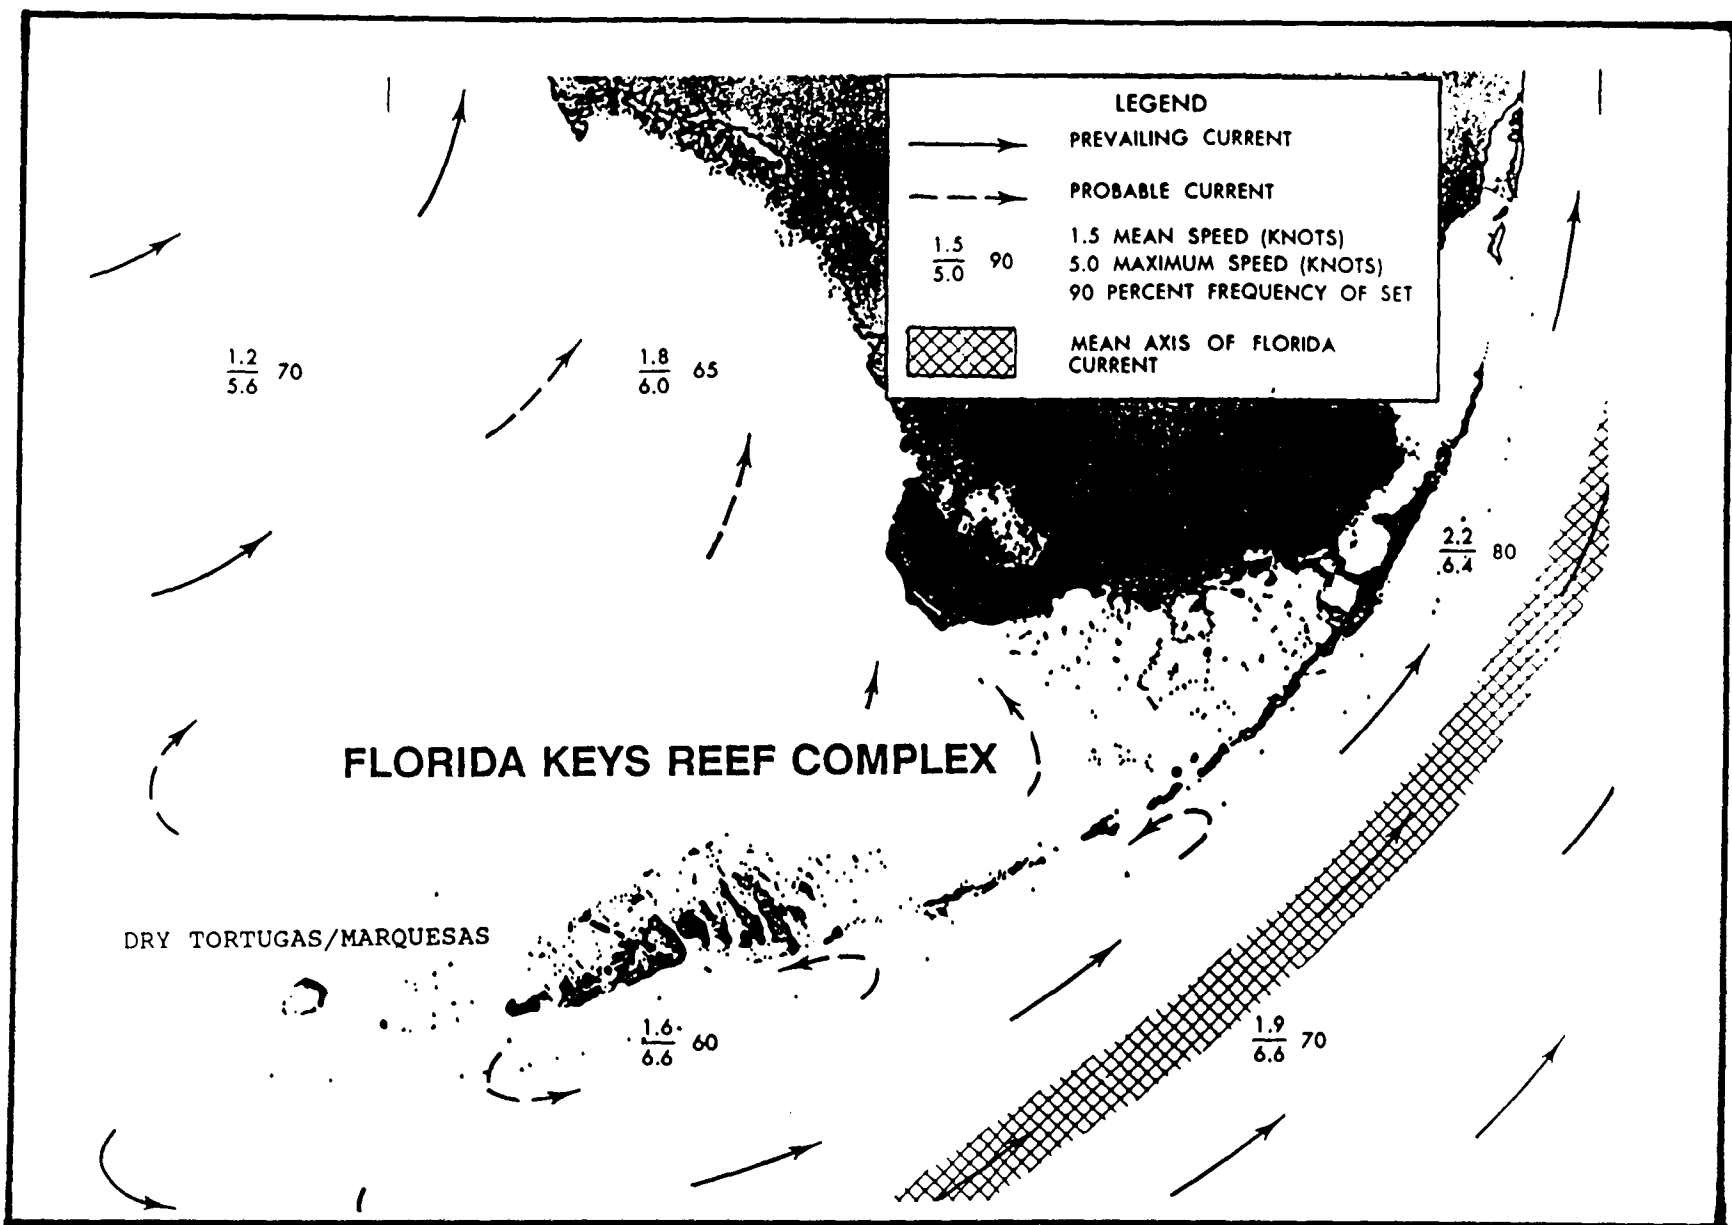 LEGEND
PREVAILING CURRENT
PROBABLE CURRENT
1.5
5.0 90
1.5 MEAN SPEED (KNOTS)
5.0 MAXIMUM SPEED (KNOTS)
90 PERCENT FREQUENCY OF SET
MEAN AXIS OF FLORIDA
CURRENT
1.2
5.6 70
1.8
6.0 65
2.2
6.4 80
FLORIDA KEYS REEF COMPLEX
DRY TORTUGAS/MARQUESAS
1.6
6.6 60
1.9
6.6 70